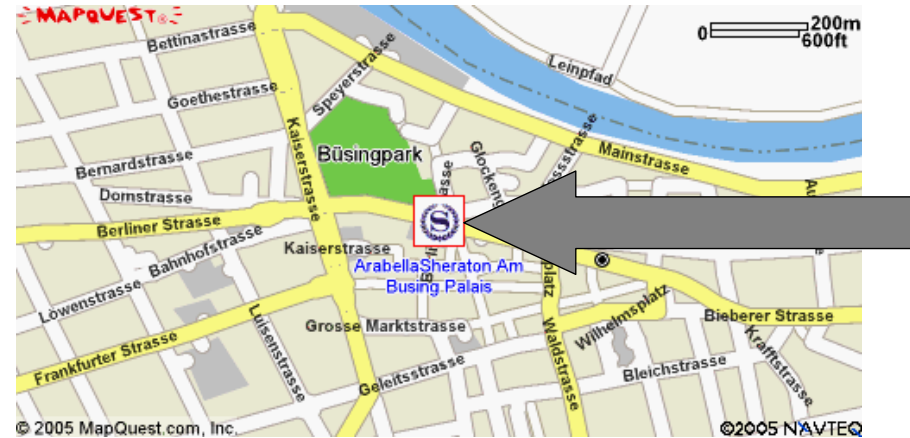 MAPQUEST
Bettinastrasse
200m
0
600ft
Leinpfad
Goethestrasse
Speyerstrasse
Kaiserstrasse
Büsingpark
Mainstrasse
Bernardstrasse
Domstrasse
Berliner Strasse
Bahnhofstrasse
Kaiserstrasse
S
ArabellaSheraton Am
Busing Palais
Löwenstrasse
Luisenstrasse
Grosse Marktstrasse
Wilhelmsplatz
Bieberer Strasse
Waldstrasse
Krafftstrasse
Frankfurter Strasse
Geleitsstrasse
Bleichstrasse
© 2005 MapQuest.com, Inc.
©2005 NAVTEQ